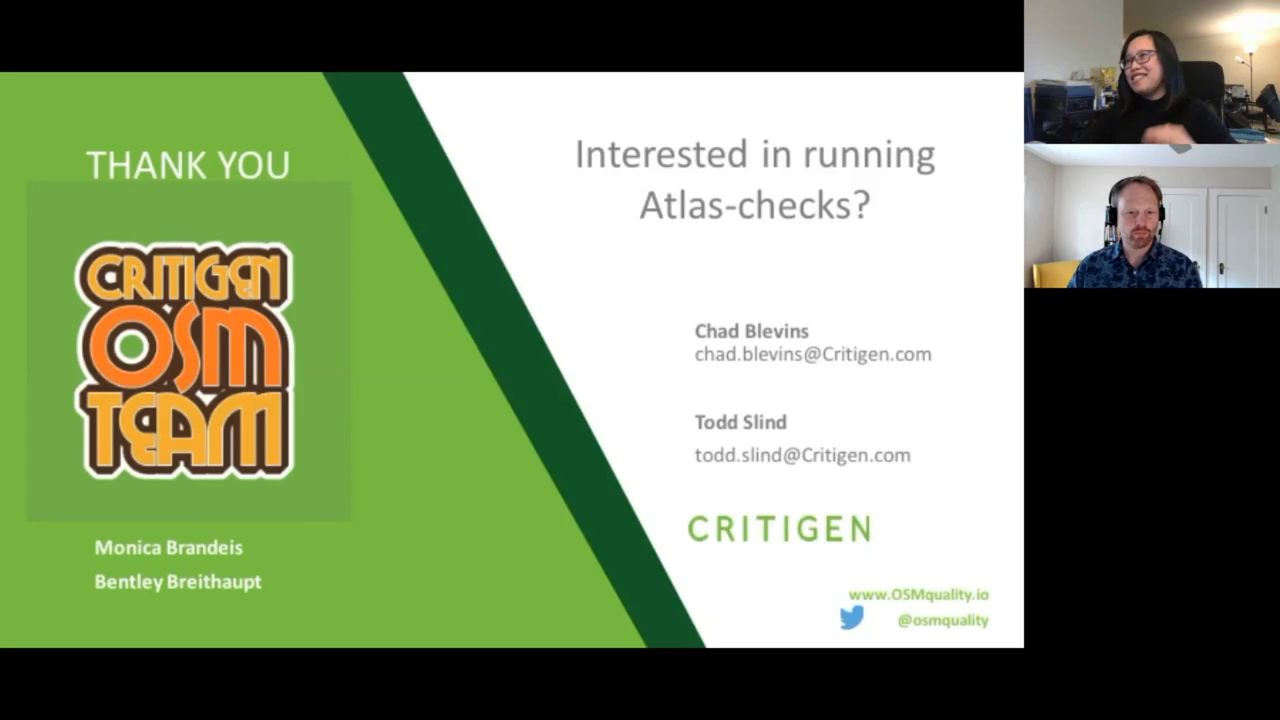 THANK YOU
CRITIGEN
OSM
TEAM
Monica Brandeis
Bentley Breithaupt
Interested in running
Atlas-checks?
Chad Blevins
chad.blevins@Critigen.com
Todd Slind
todd.slind@Critigen.com
CRITIGEN
www.OSMquality.io
@osmquality